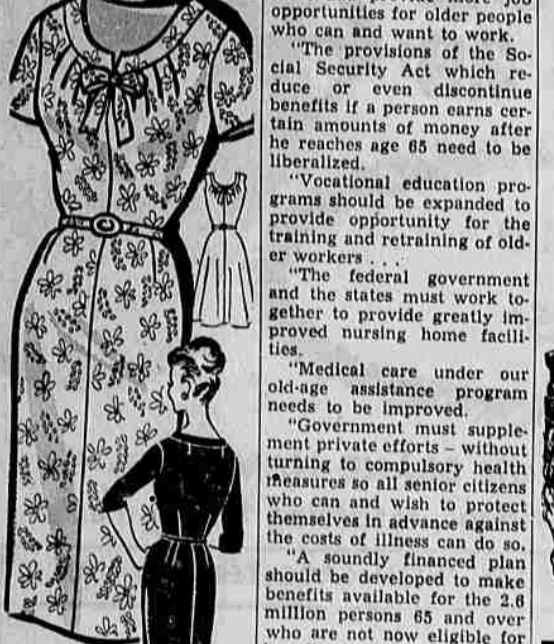 opportunities for older people
who can and want to work.
"The provisions of the So-
cial Security Act which re-
duce or even discontinue
benefits if a person earns cer-
tain amounts of money after
he reaches age 65 need to be
liberalized.
"Vocational education pro-
grams should be expanded to
provide opportunity for the
training and retraining of old-
er workers . . .
"The federal government
and the states must work to-
gether to provide greatly im-
proved nursing home facili-
ties.
"Medical care under our
old-age assistance program
needs to be improved.
"Government must supple-
ment private efforts – without
turning to compulsory health
measures so all senior citizens
who can and wish to protect
themselves in advance against
the costs of illness can do so.
"A soundly financed plan
should be developed to make
benefits available for the 2.6
million persons 65 and over
who are not now eligible for